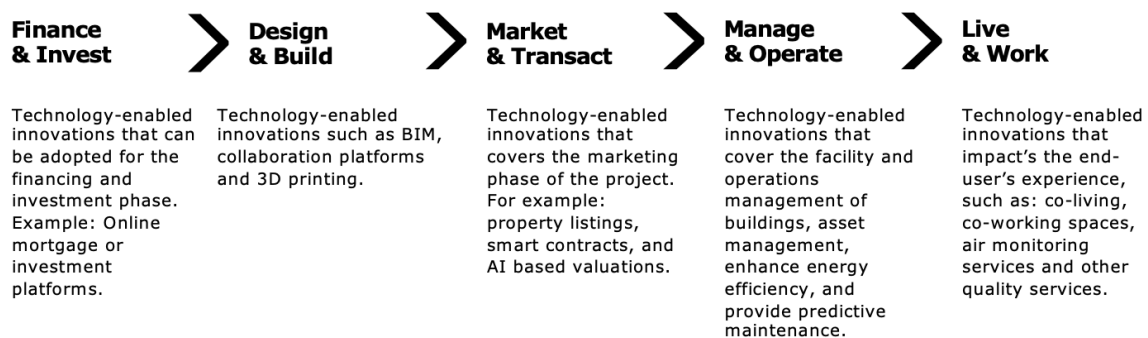 Finance
& Invest
Design
& Build
Market
& Transact
Manage
& Operate
Live
& Work
Technology-enabled
innovations that can
be adopted for the
financing and
investment phase.
Example: Online
mortgage or
investment
platforms.
Technology-enabled
innovations such as BIM,
collaboration platforms
and 3D printing.
Technology-enabled
innovations that
covers the marketing
phase of the project.
For example:
property listings,
smart contracts, and
AI based valuations.
Technology-enabled
innovations that
cover the facility and
operations
management of
buildings, asset
management,
enhance energy
efficiency, and
provide predictive
maintenance.
Technology-enabled
innovations that
impact’s the end-
user’s experience,
such as: co-living,
co-working spaces,
air monitoring
services and other
quality services.